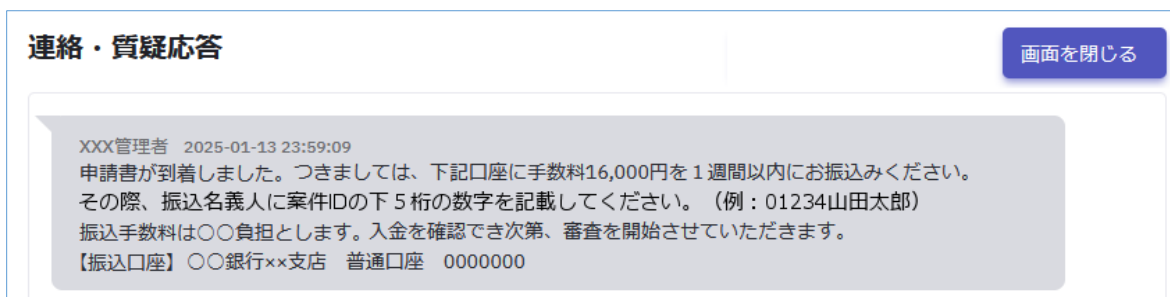 連絡・質疑応答
画面を閉じる
XXX管理者 2025-01-13 23:59:09
申請書が到着しました。つきましては、下記口座に手数料16,000円を１週間以内にお振込みください。
その際、振込名義人に案件IDの下５桁の数字を記載してください。（例：01234山田太郎）
振込手数料は○○負担とします。入金を確認でき次第、審査を開始させていただきます。
【振込口座】○○銀行××支店　普通口座　0000000